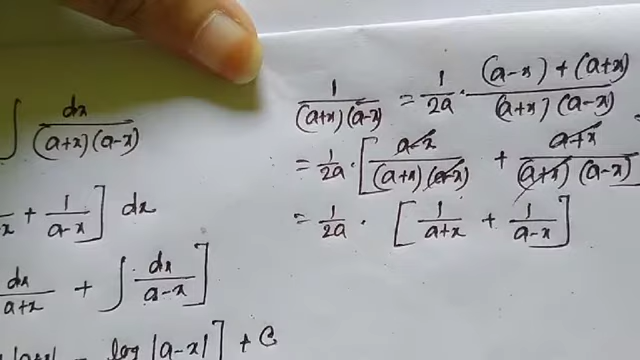 ∫ dx/((a+x)(a-x))
+ 1/(a-x) ] dx
dx/(a+x) + ∫ dx/(a-x) ]
- log |a-x| ] + C
1/((a+x)(a-x)) = 1/2a · ((a-x) + (a+x))/((a+x)(a-x))
= 1/2a · [ (a-x)/((a+x)(a-x)) + (a+x)/((a+x)(a-x))
= 1/2a · [ 1/(a+x) + 1/(a-x) ]